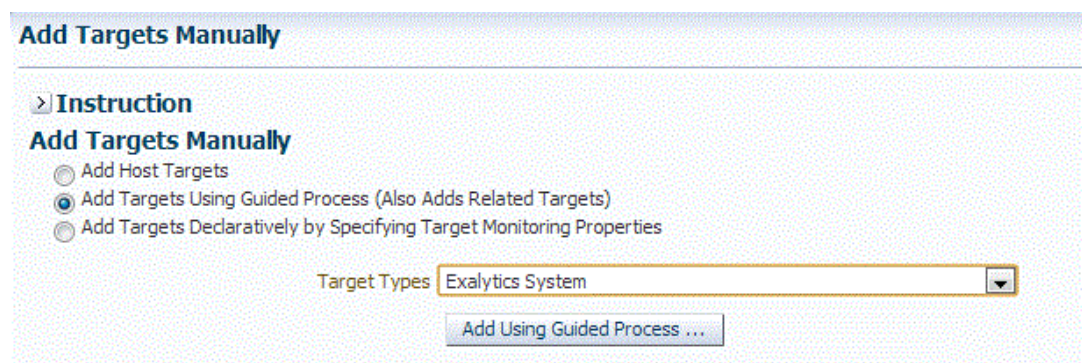 Add Targets Manually
Instruction
Add Targets Manually
Add Host Targets
Add Targets Using Guided Process (Also Adds Related Targets)
Add Targets Declaratively by Specifying Target Monitoring Properties
Target Types Exalytics System
Add Using Guided Process ...